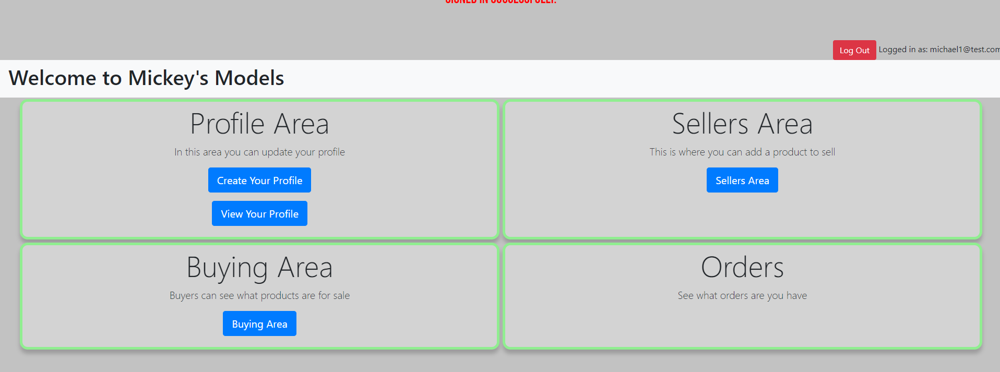 SIGNED IN SUCCESSFULLY.
Log Out Logged in as: michael1@test.com
Welcome to Mickey's Models
Profile Area
In this area you can update your profile
Create Your Profile
View Your Profile
Sellers Area
This is where you can add a product to sell
Sellers Area
Buying Area
Buyers can see what products are for sale
Buying Area
Orders
See what orders are you have